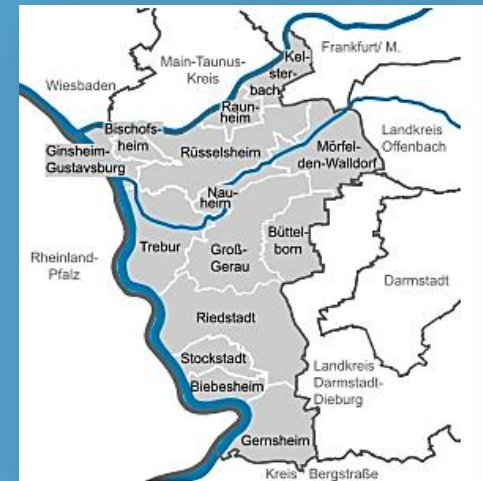 Kel-
ster-
bach
Frankfurt/ M.
Main-Taunus-
Kreis
Wiesbaden
Raun-
heim
Bischofs-
heim
Ginsheim-
Gustavsburg
Rüsselsheim
Mörfel-
den-Walldorf
Landkreis
Offenbach
Nau-
heim
Trebur
Groß-
Gerau
Büttel-
born
Rheinland-
Pfalz
Darmstadt
Riedstadt
Stockstadt
Biebesheim
Landkreis
Darmstadt-
Dieburg
Gernsheim
Kreis Bergstraße